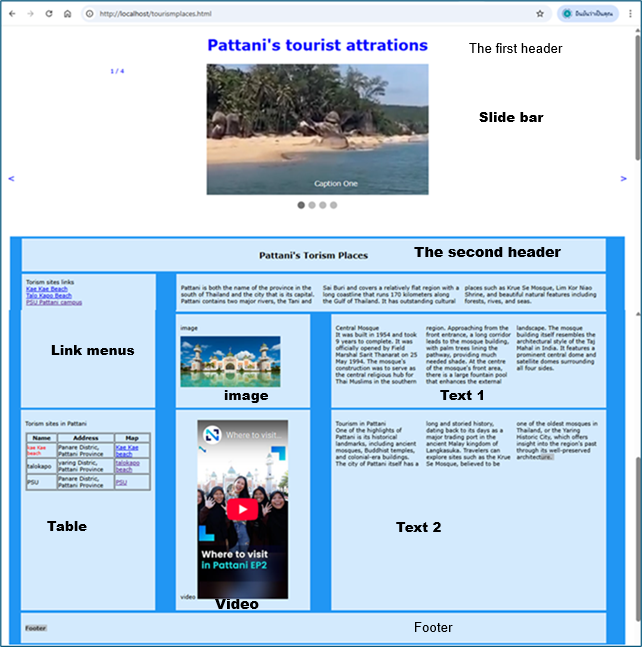 http://localhost/tourismplaces.html
ยืนยันว่าเป็นคุณ
Pattani's tourist attrations
The first header
1 / 4
Slide bar
<
>
Caption One
Pattani's Torism Places
The second header
Torism sites links
Kae Kae Beach
Talo Kapo Beach
PSU Pattani campus
Link menus
Pattani is both the name of the province in the
south of Thailand and the city that is its capital.
Pattani contains two major rivers, the Tani and
Sai Buri and covers a relatively flat region with a
long coastline that runs 170 kilometers along
the Gulf of Thailand. It has outstanding cultural
places such as Krue Se Mosque, Lim Kor Niao
Shrine, and beautiful natural features including
forests, rives, and seas.
image
image
Central Mosque
It was built in 1954 and took
9 years to complete. It was
officially opened by Field
Marshal Sarit Thanarat on 25
May 1994. The mosque's
construction was to serve as
the central religious hub for
Thai Muslims in the southern
region. Approaching from the
front entrance, a long corridor
leads to the mosque building,
with palm trees lining the
pathway, providing much
needed shade. At the centre
of the mosque's front area,
there is a large fountain pool
that enhances the external
landscape. The mosque
building itself resembles the
architectural style of the Taj
Mahal in India. It features a
prominent central dome and
satellite domes surrounding
all four sides.
Text 1
Torism sites in Pattani
Name Address Map
Kae Kae beach Panare Distric, Pattani Province Kae Kae beach
talokapo yaring Distric, Pattani Province talokapo beach
PSU Panare Distric, Pattani Province PSU
Table
Where to visit..
Where to visit
in Pattani EP2
video
Video
Tourism in Pattani
One of the highlights of
Pattani is its historical
landmarks, including ancient
mosques, Buddhist temples,
and colonial-era buildings.
The city of Pattani itself has a
long and storied history,
dating back to its days as a
major trading port in the
ancient Malay kingdom of
Langkasuka. Travelers can
explore sites such as the Krue
Se Mosque, believed to be
one of the oldest mosques in
Thailand, or the Yaring
Historic City, which offers
insight into the region's past
through its well-preserved
architecture.
Text 2
Footer
Footer